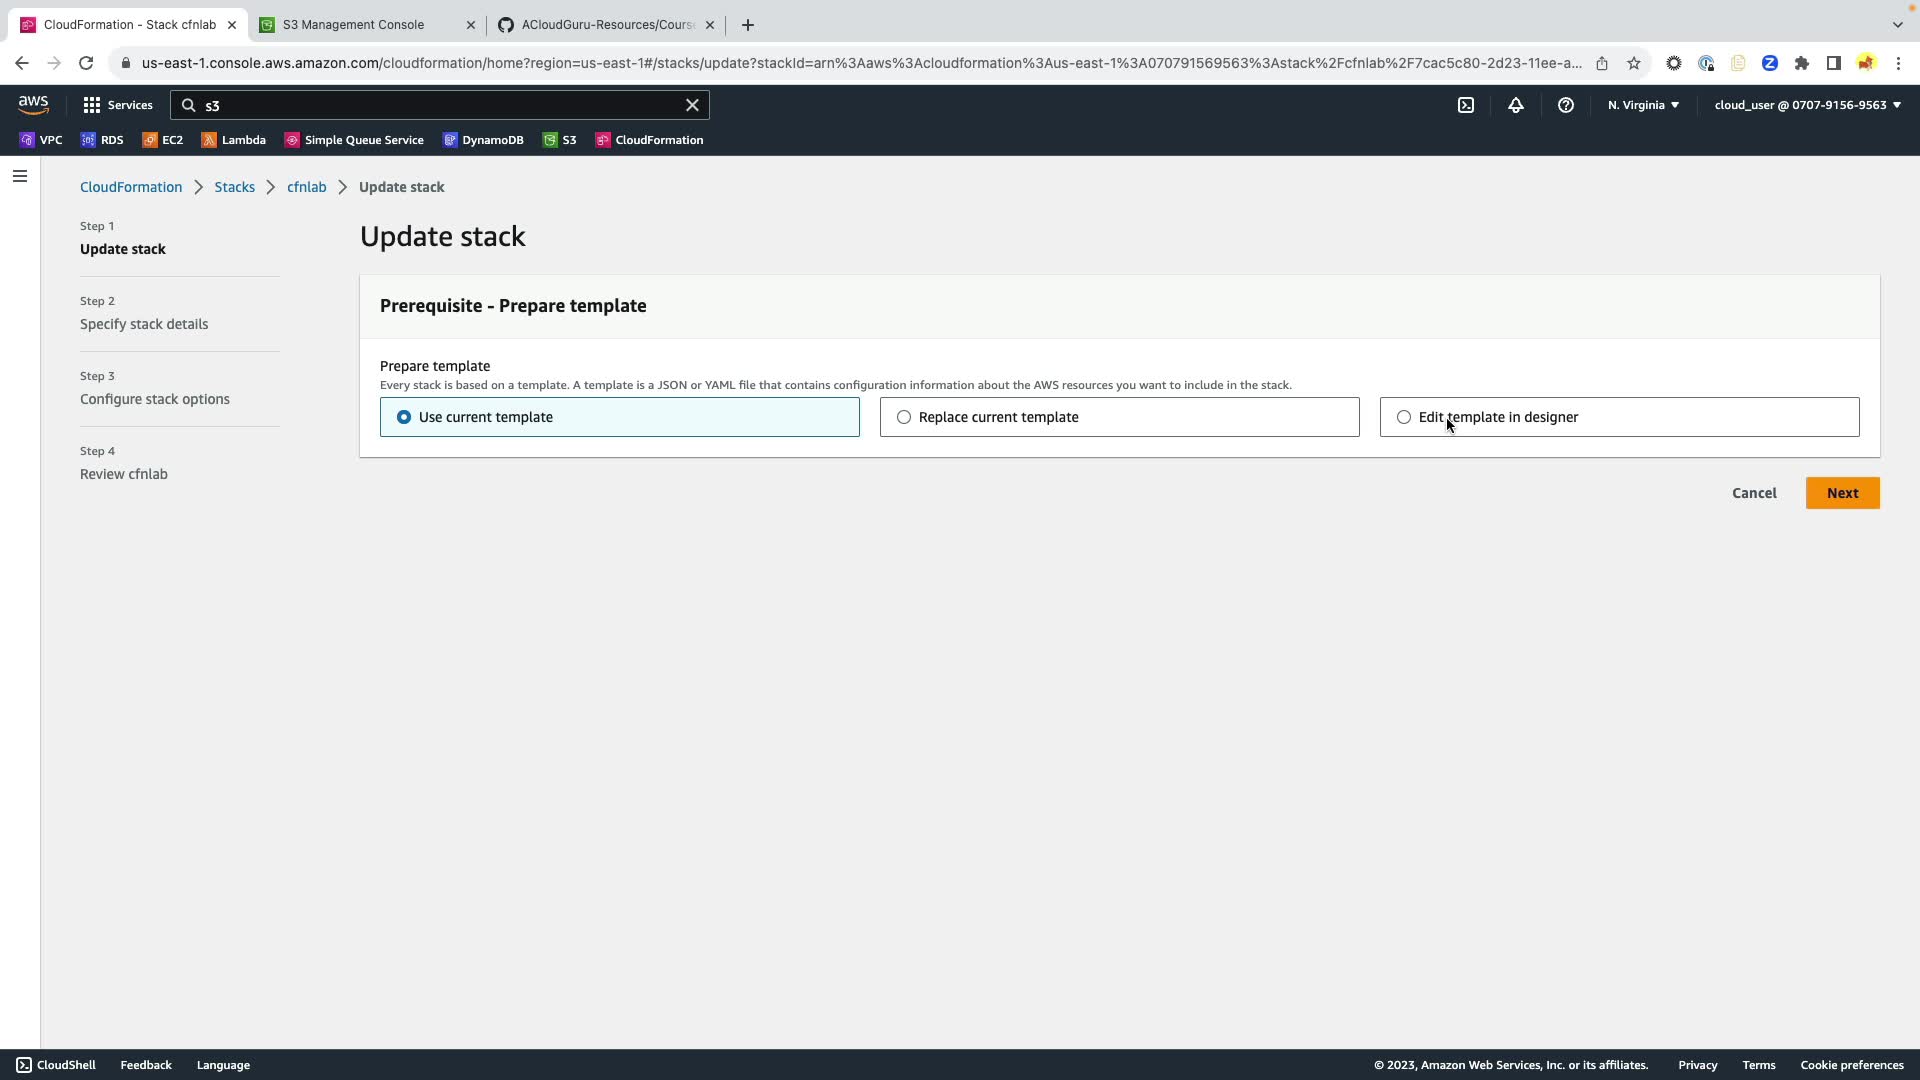 CloudFormation - Stack cfnlab
S3 Management Console
ACloudGuru-Resources/Cours
us-east-1.console.aws.amazon.com/cloudformation/home?region=us-east-1#/stacks/update?stackId=arn%3Aaws%3Acloudformation%3Aus-east-1%3A070791569563%3Astack%2Fcfnlab%2F7cac5c80-2d23-11ee-a...
aws
Services
s3
N. Virginia
cloud_user @ 0707-9156-9563
VPC
RDS
EC2
Lambda
Simple Queue Service
DynamoDB
S3
CloudFormation
CloudFormation > Stacks > cfnlab > Update stack
Step 1
Update stack
Step 2
Specify stack details
Step 3
Configure stack options
Step 4
Review cfnlab
Update stack
Prerequisite - Prepare template
Prepare template
Every stack is based on a template. A template is a JSON or YAML file that contains configuration information about the AWS resources you want to include in the stack.
Use current template
Replace current template
Edit template in designer
Cancel
Next
CloudShell
Feedback
Language
© 2023, Amazon Web Services, Inc. or its affiliates.
Privacy
Terms
Cookie preferences